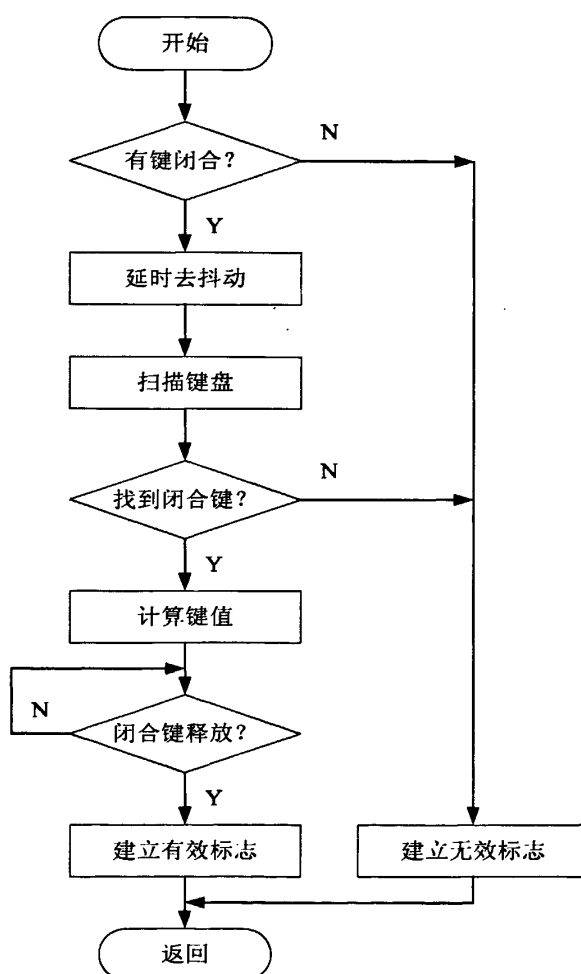 开始
有键闭合?
N
Y
延时去抖动
扫描键盘
找到闭合键?
N
Y
计算键值
N
闭合键释放?
Y
建立有效标志
建立无效标志
返回